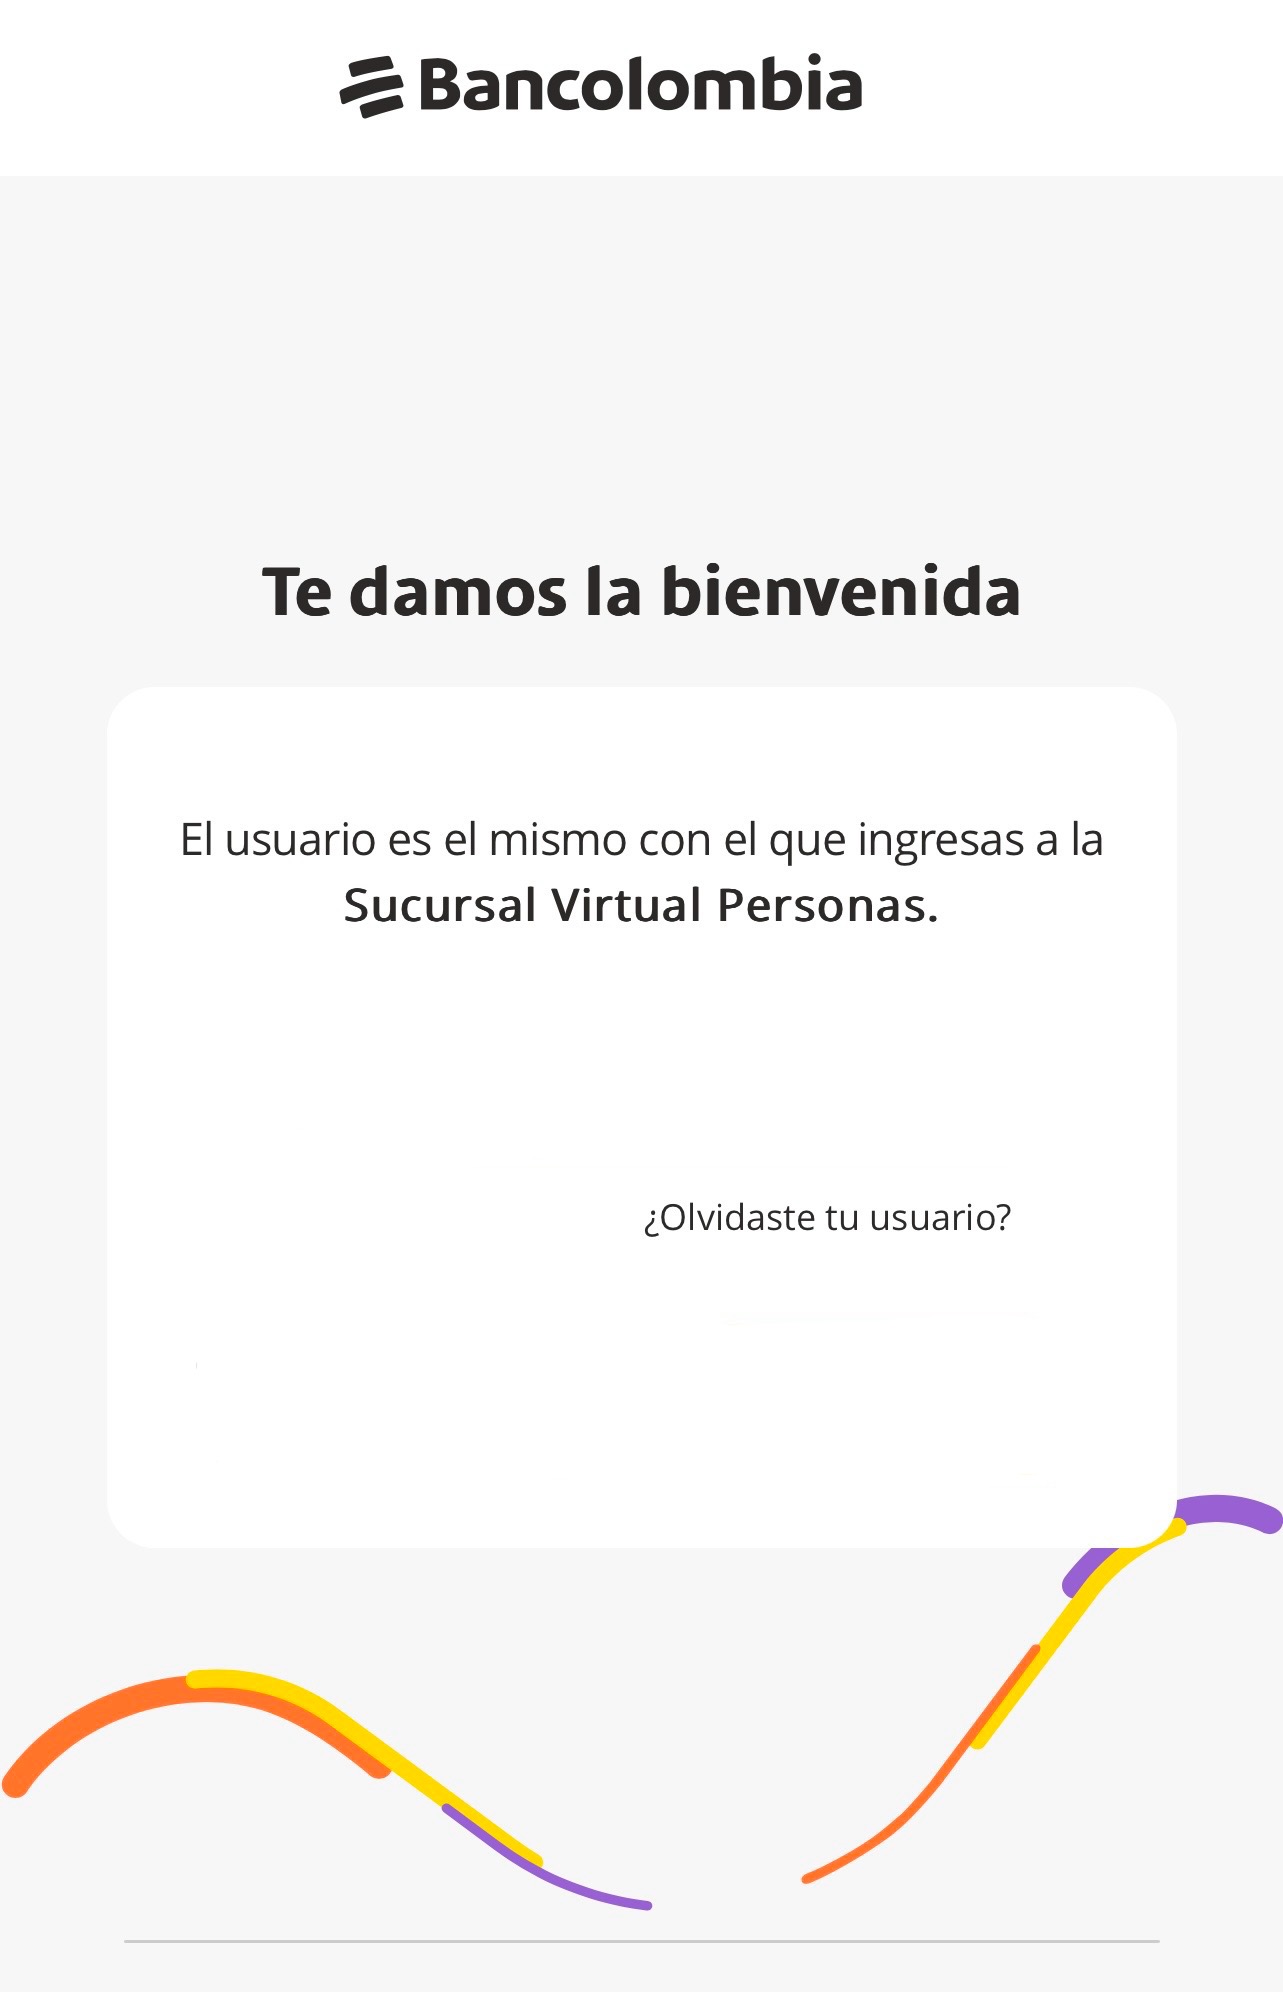 Bancolombia
Te damos la bienvenida
El usuario es el mismo con el que ingresas a la
Sucursal Virtual Personas.
¿Olvidaste tu usuario?